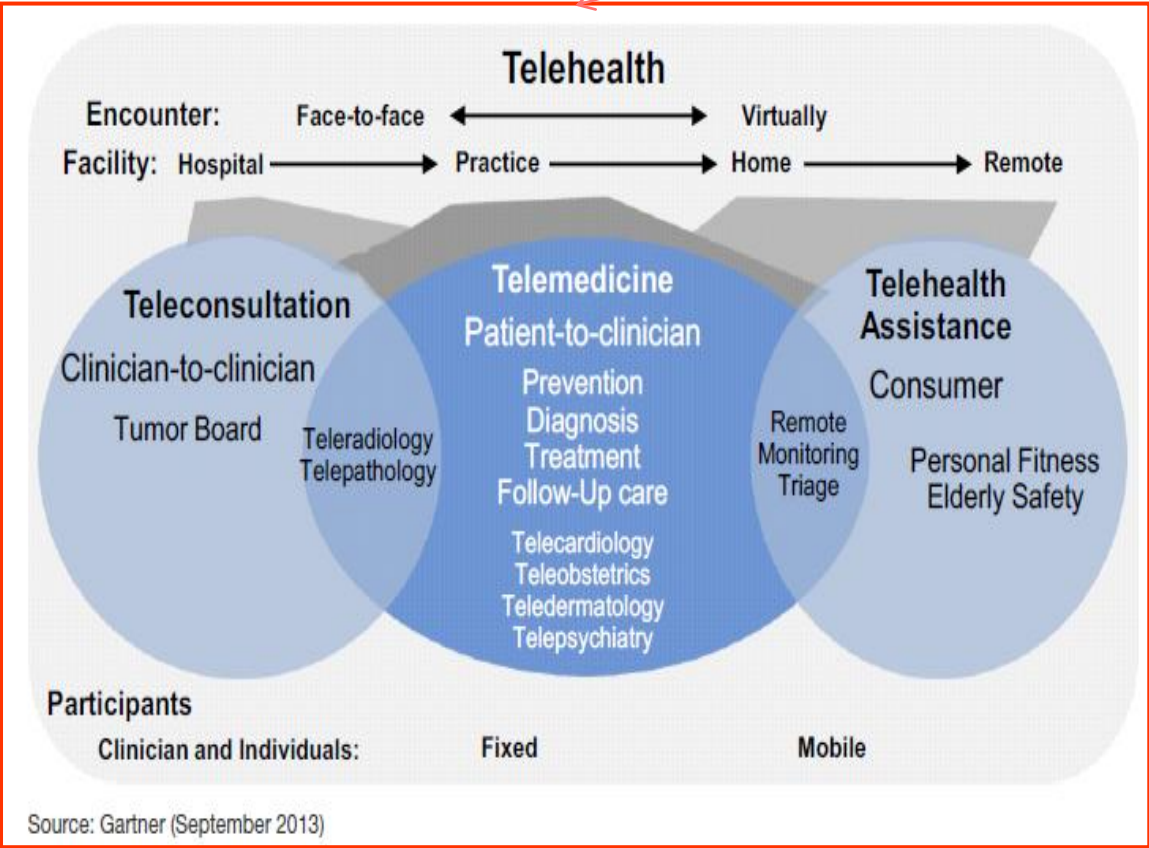 Telehealth
Encounter: Face-to-face Virtually
Facility: Hospital Practice Home Remote
Teleconsultation
Clinician-to-clinician
Tumor Board
Teleradiology
Telepathology
Telemedicine
Patient-to-clinician
Prevention
Diagnosis
Treatment
Follow-Up care
Telecardiology
Teleobstetrics
Teledermatology
Telepsychiatry
Remote
Monitoring
Triage
Telehealth
Assistance
Consumer
Personal Fitness
Elderly Safety
Participants
Clinician and Individuals: Fixed Mobile
Source: Gartner (September 2013)